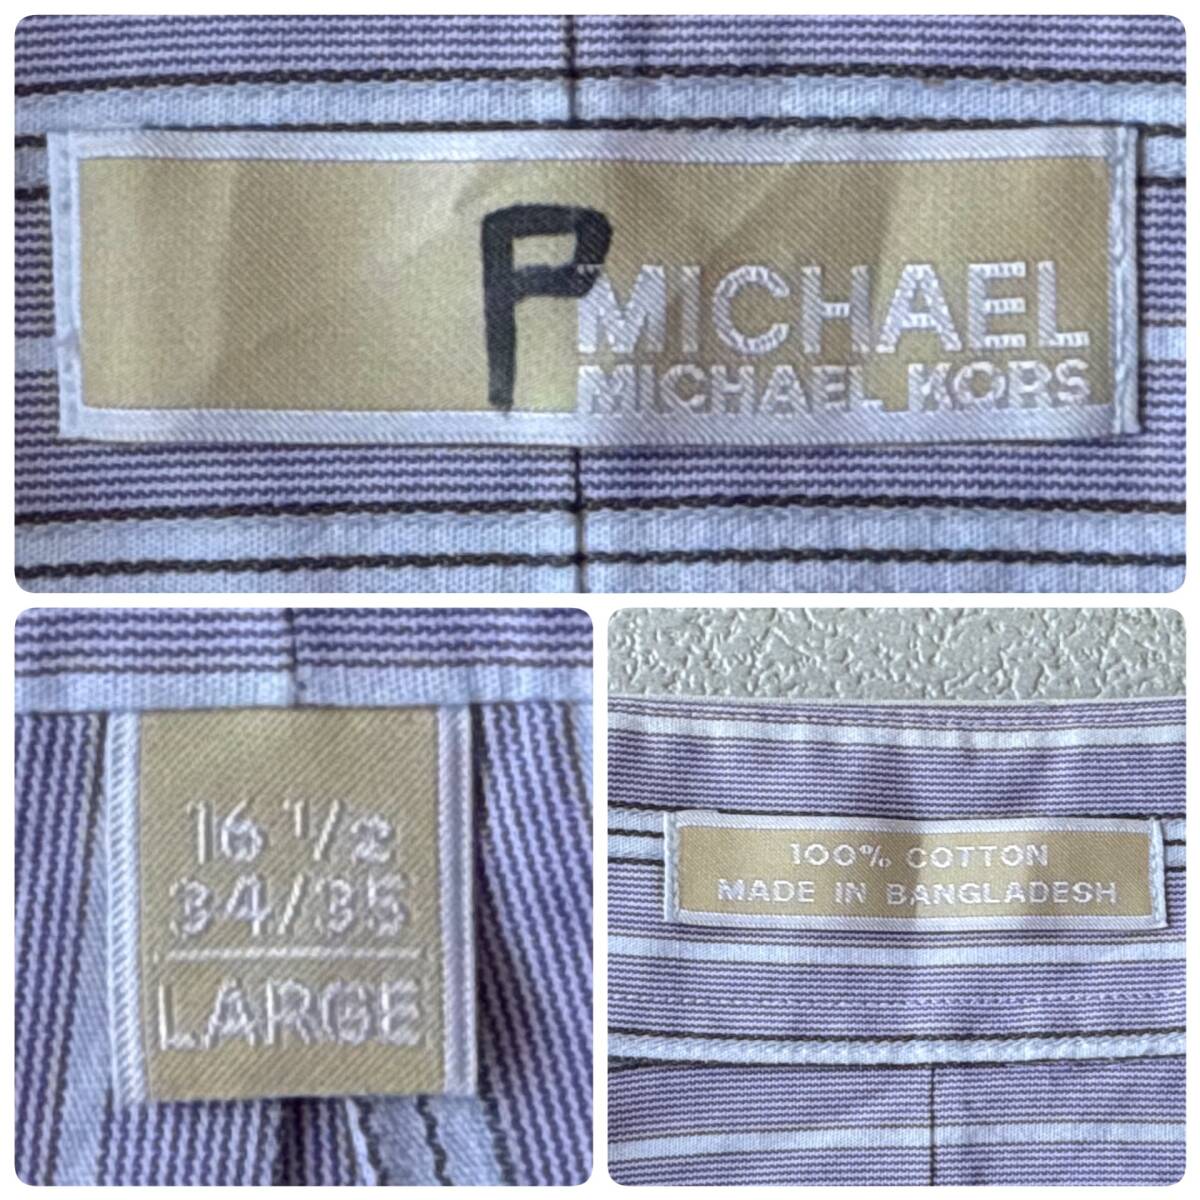 P
MICHAEL
MICHAEL KORS
16 1/2
34/35
LARGE
100% COTTON
MADE IN BANGLADESH